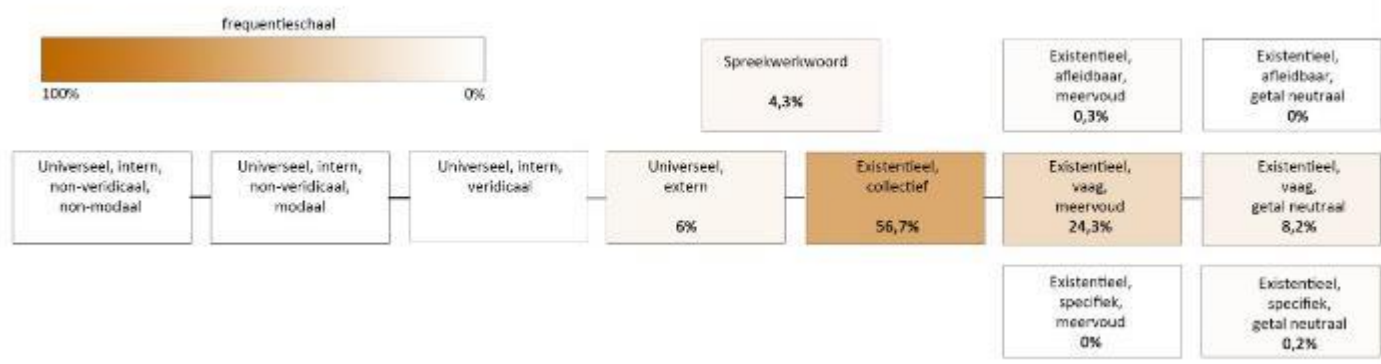 frequentieschaal
100%
0%
Spreekwerkwoord
4,3%
Existentieel,
afleidbaar,
meervoud
0,3%
Existentieel,
afleidbaar,
getal neutraal
0%
Universeel, intern,
non-veridicaal,
non-modaal
Universeel, intern,
non-veridicaal,
modaal
Universeel, intern,
veridicaal
Universeel,
extern
6%
Existentieel,
collectief
56,7%
Existentieel,
vaag,
meervoud
24,3%
Existentieel,
vaag,
getal neutraal
8,2%
Existentieel,
specifiek,
meervoud
0%
Existentieel,
specifiek,
getal neutraal
0,2%